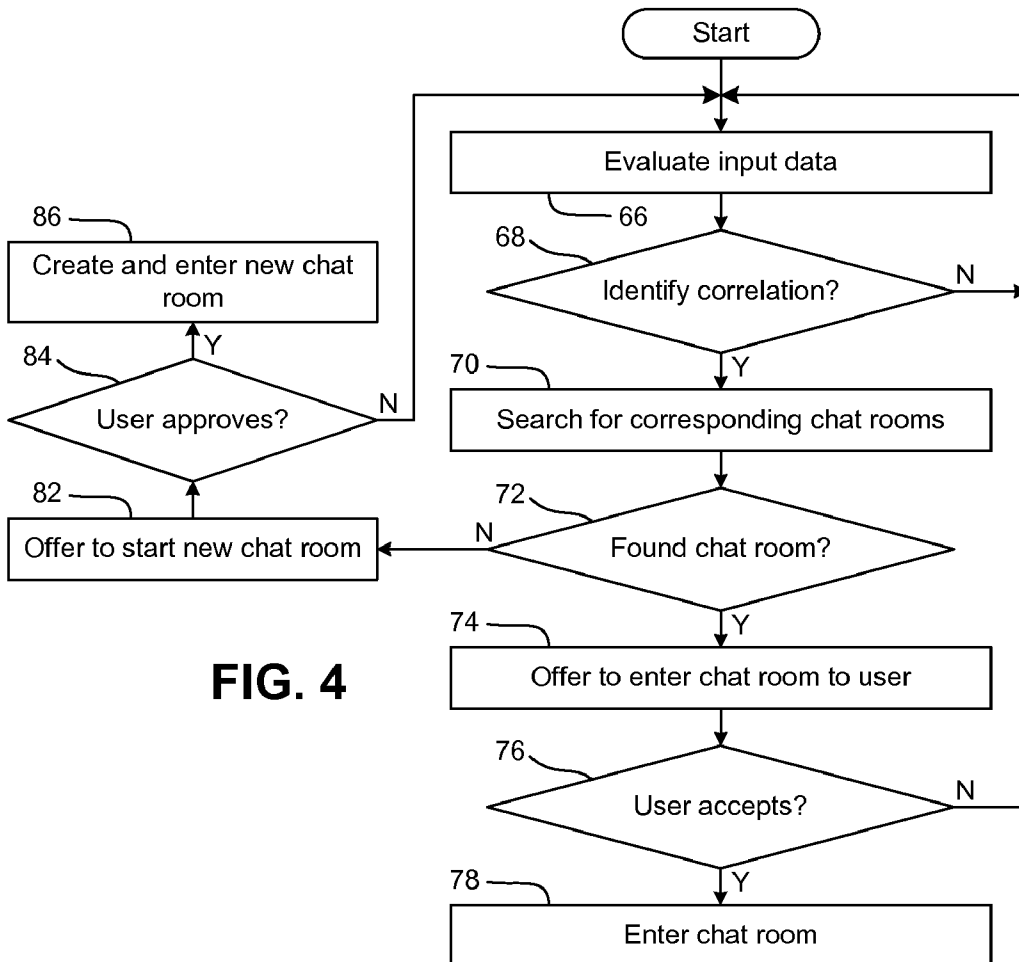 Start
Evaluate input data
66
68
Identify correlation?
N
Y
70
Search for corresponding chat rooms
72
Found chat room?
N
Y
74
Offer to enter chat room to user
76
User accepts?
N
Y
78
Enter chat room
82
Offer to start new chat room
84
User approves?
N
Y
86
Create and enter new chat
room
FIG. 4